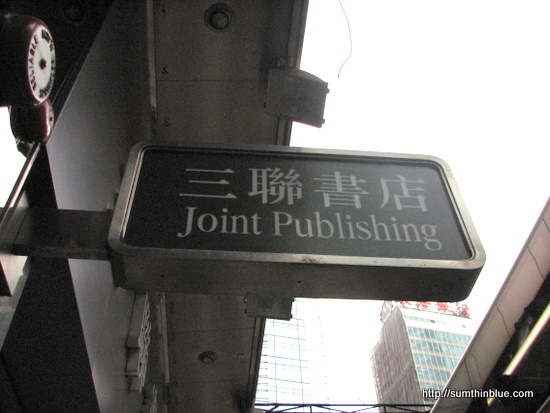 三聯書店
Joint Publishing
http://sumthinblue.com